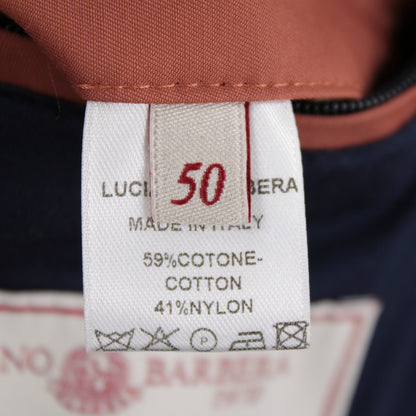 50
LUCI BERA
MADE IN ITALY
59%COTONE-
COTTON
41%NYLON
P
NO BARBERA